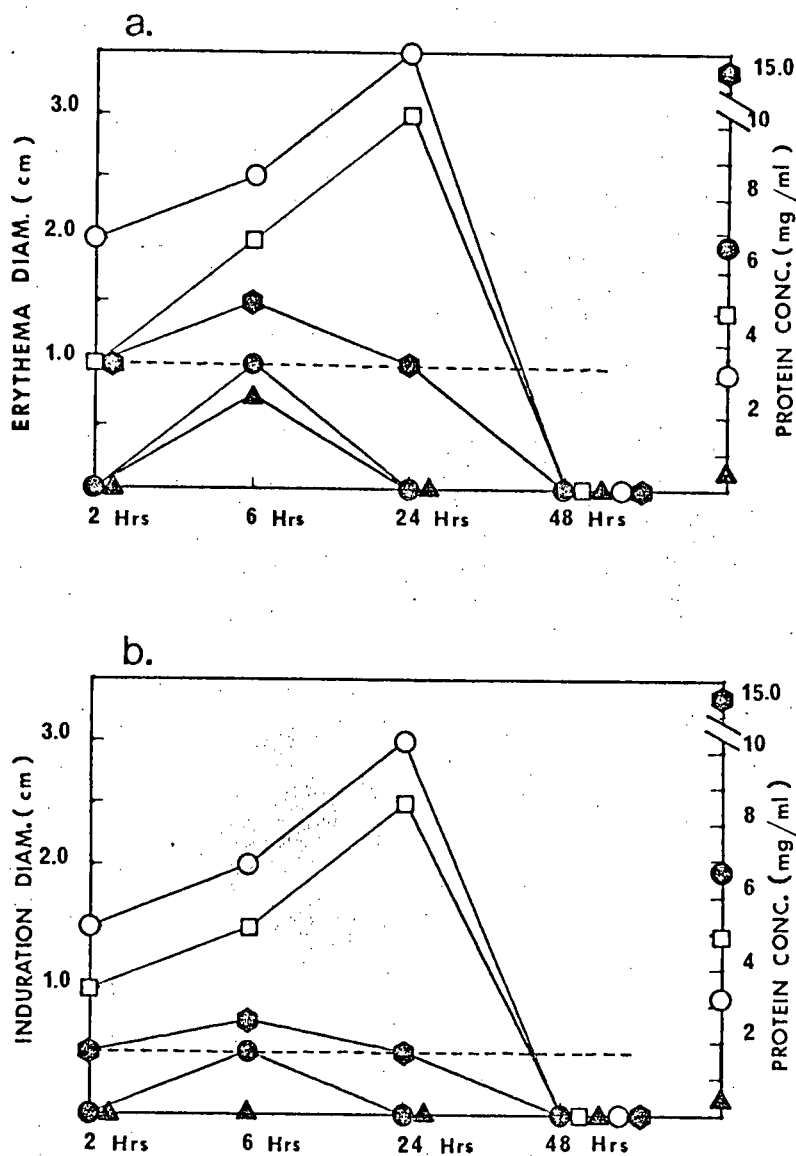 a.
ERYTHEMA DIAM. (cm)
3.0
2.0
1.0
2 Hrs
6 Hrs
24 Hrs
48 Hrs
15.0
10
8
6
4
2
PROTEIN CONC. (mg/ml)
b.
INDURATION DIAM. (cm)
3.0
2.0
1.0
2 Hrs
6 Hrs
24 Hrs
48 Hrs
15.0
10
8
6
4
2
PROTEIN CONC. (mg/ml)